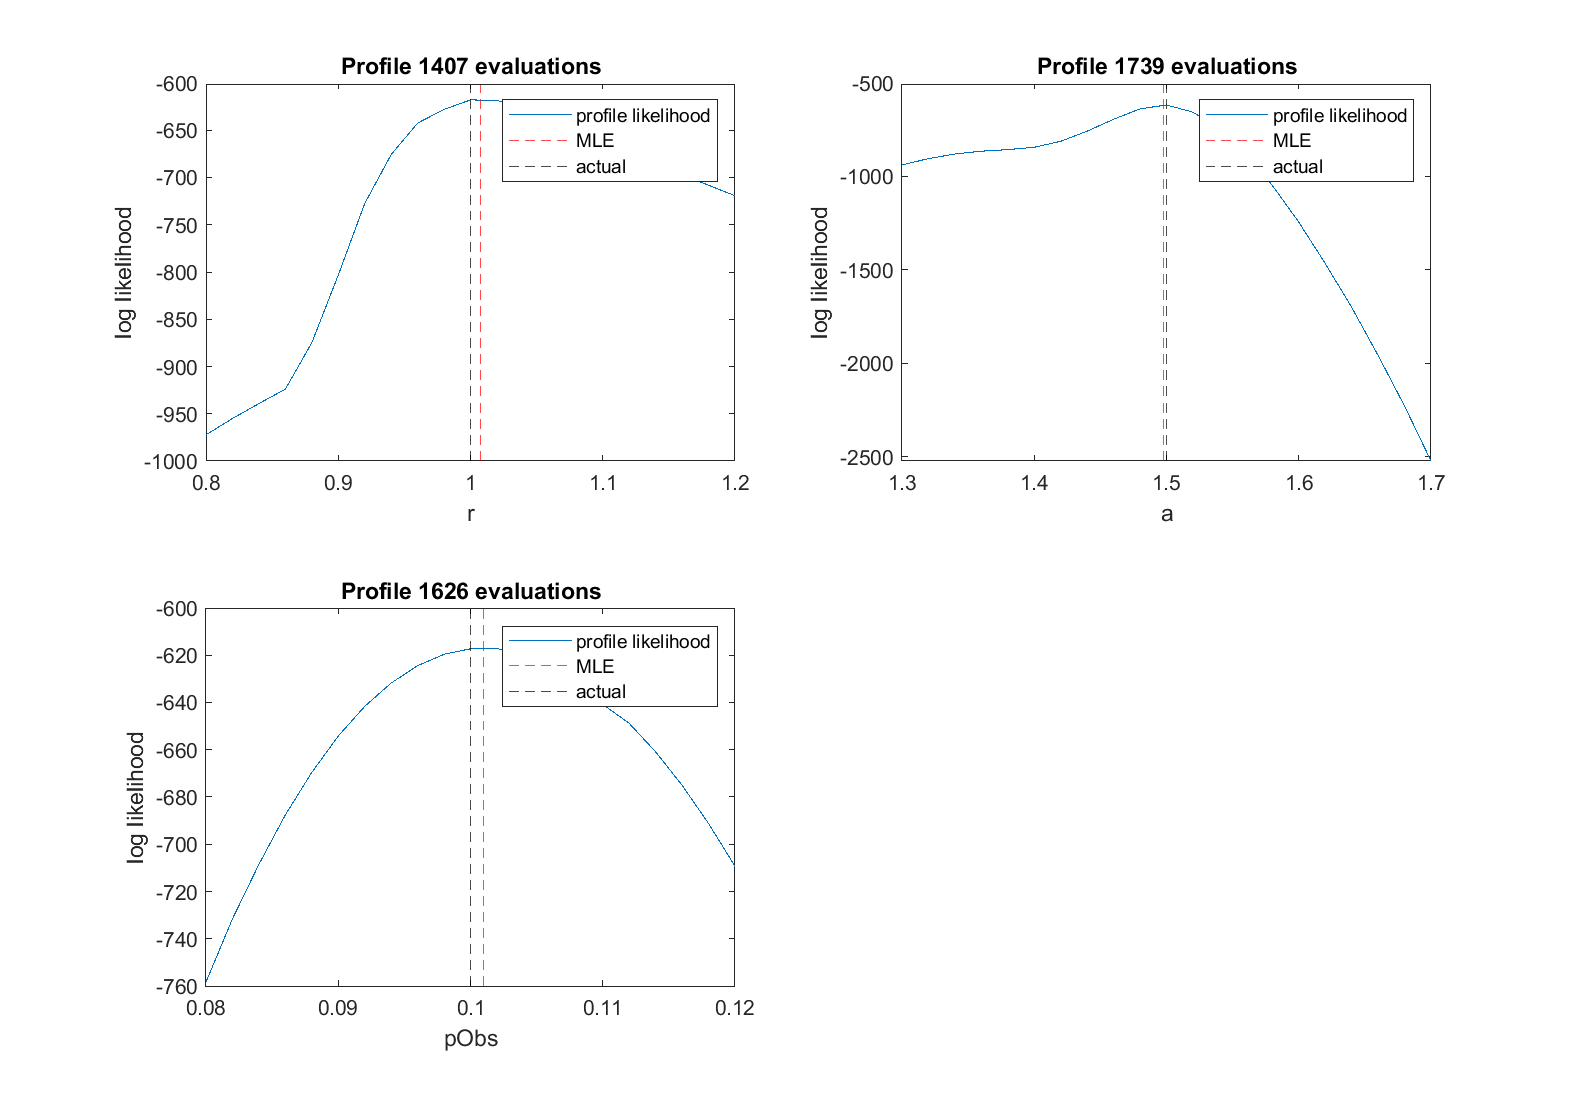 Profile 1407 evaluations
-600
-650
-700
-750
-800
-850
-900
-950
-1000
log likelihood
0.8
0.9
1
1.1
1.2
r
profile likelihood
MLE
actual
Profile 1739 evaluations
-500
-1000
-1500
-2000
-2500
log likelihood
1.3
1.4
1.5
1.6
1.7
a
profile likelihood
MLE
actual
Profile 1626 evaluations
-600
-620
-640
-660
-680
-700
-720
-740
-760
log likelihood
0.08
0.09
0.1
0.11
0.12
pObs
profile likelihood
MLE
actual